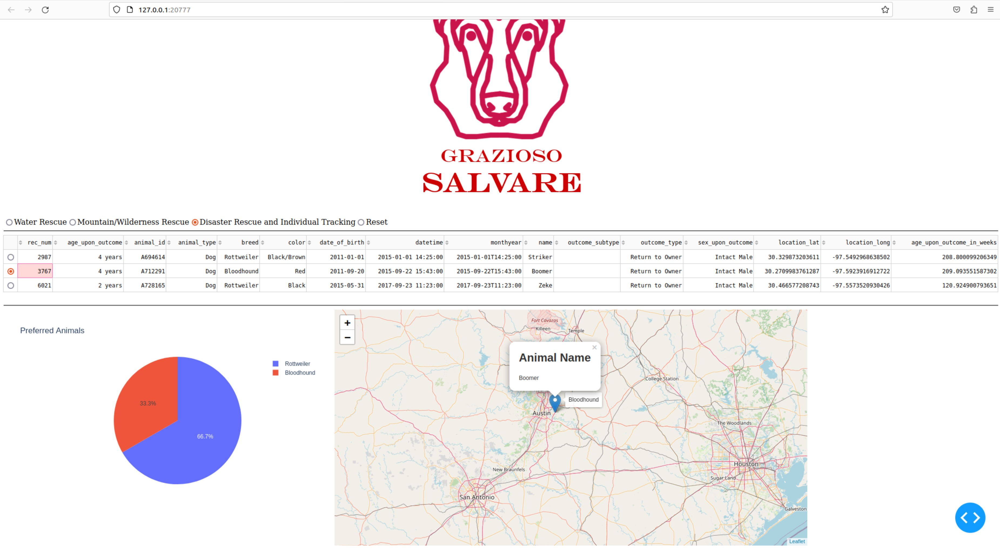 127.0.0.1:20777
GRAZIOSO
SALVARE
Water Rescue Mountain/Wilderness Rescue Disaster Rescue and Individual Tracking Reset
rec_num age_upon_outcome animal_id animal_type breed color date_of_birth datetime monthyear name outcome_subtype outcome_type sex_upon_outcome location_lat location_long age_upon_outcome_in_weeks
2987 4 years A694614 Dog Rottweiler Black/Brown 2011-01-01 2015-01-01 14:25:00 2015-01-01T14:25:00 Striker Return to Owner Intact Male 30.329873203611 -97.5492968638502 208.800099206349
3767 4 years A712291 Dog Bloodhound Red 2011-09-20 2015-09-22 15:43:00 2015-09-22T15:43:00 Boomer Return to Owner Intact Male 30.2709983761287 -97.5923916912722 209.093551587302
6021 2 years A728165 Dog Rottweiler Black 2015-05-31 2017-09-23 11:23:00 2017-09-23T11:23:00 Zeke Return to Owner Intact Male 30.466577208743 -97.5573520930426 120.924900793651
Preferred Animals
Rottweiler
Bloodhound
33.3%
66.7%
+
−
Fort Cavazos
Killeen
Temple
Animal Name
×
Boomer
College Station
Bloodhound
Austin
The Woodlands
Houston
New Braunfels
Sugar Land
San Antonio
Galveston
Leaflet